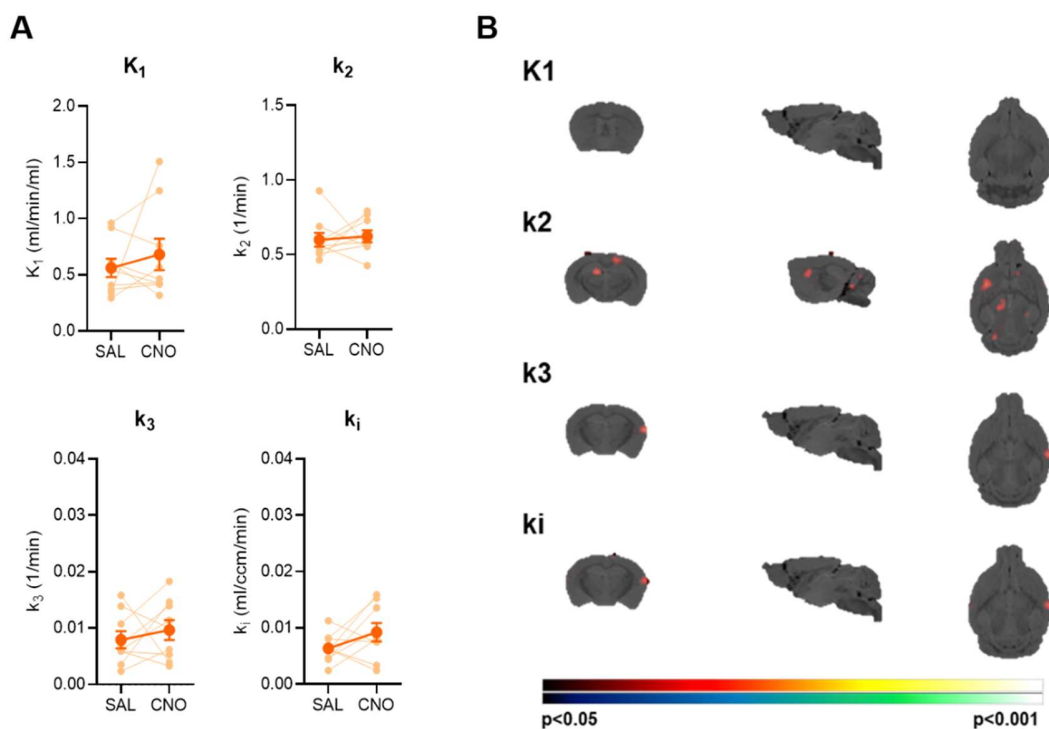 A
K₁
2.0
1.5
1.0
0.5
0.0
K₁ (ml/min/ml)
SAL CNO
k₂
1.5
1.0
0.5
0.0
k₂ (1/min)
SAL CNO
k₃
0.04
0.03
0.02
0.01
0.00
k₃ (1/min)
SAL CNO
kᵢ
0.04
0.03
0.02
0.01
0.00
kᵢ (ml/ccm/min)
SAL CNO
B
K1
k2
k3
ki
p<0.05 p<0.001